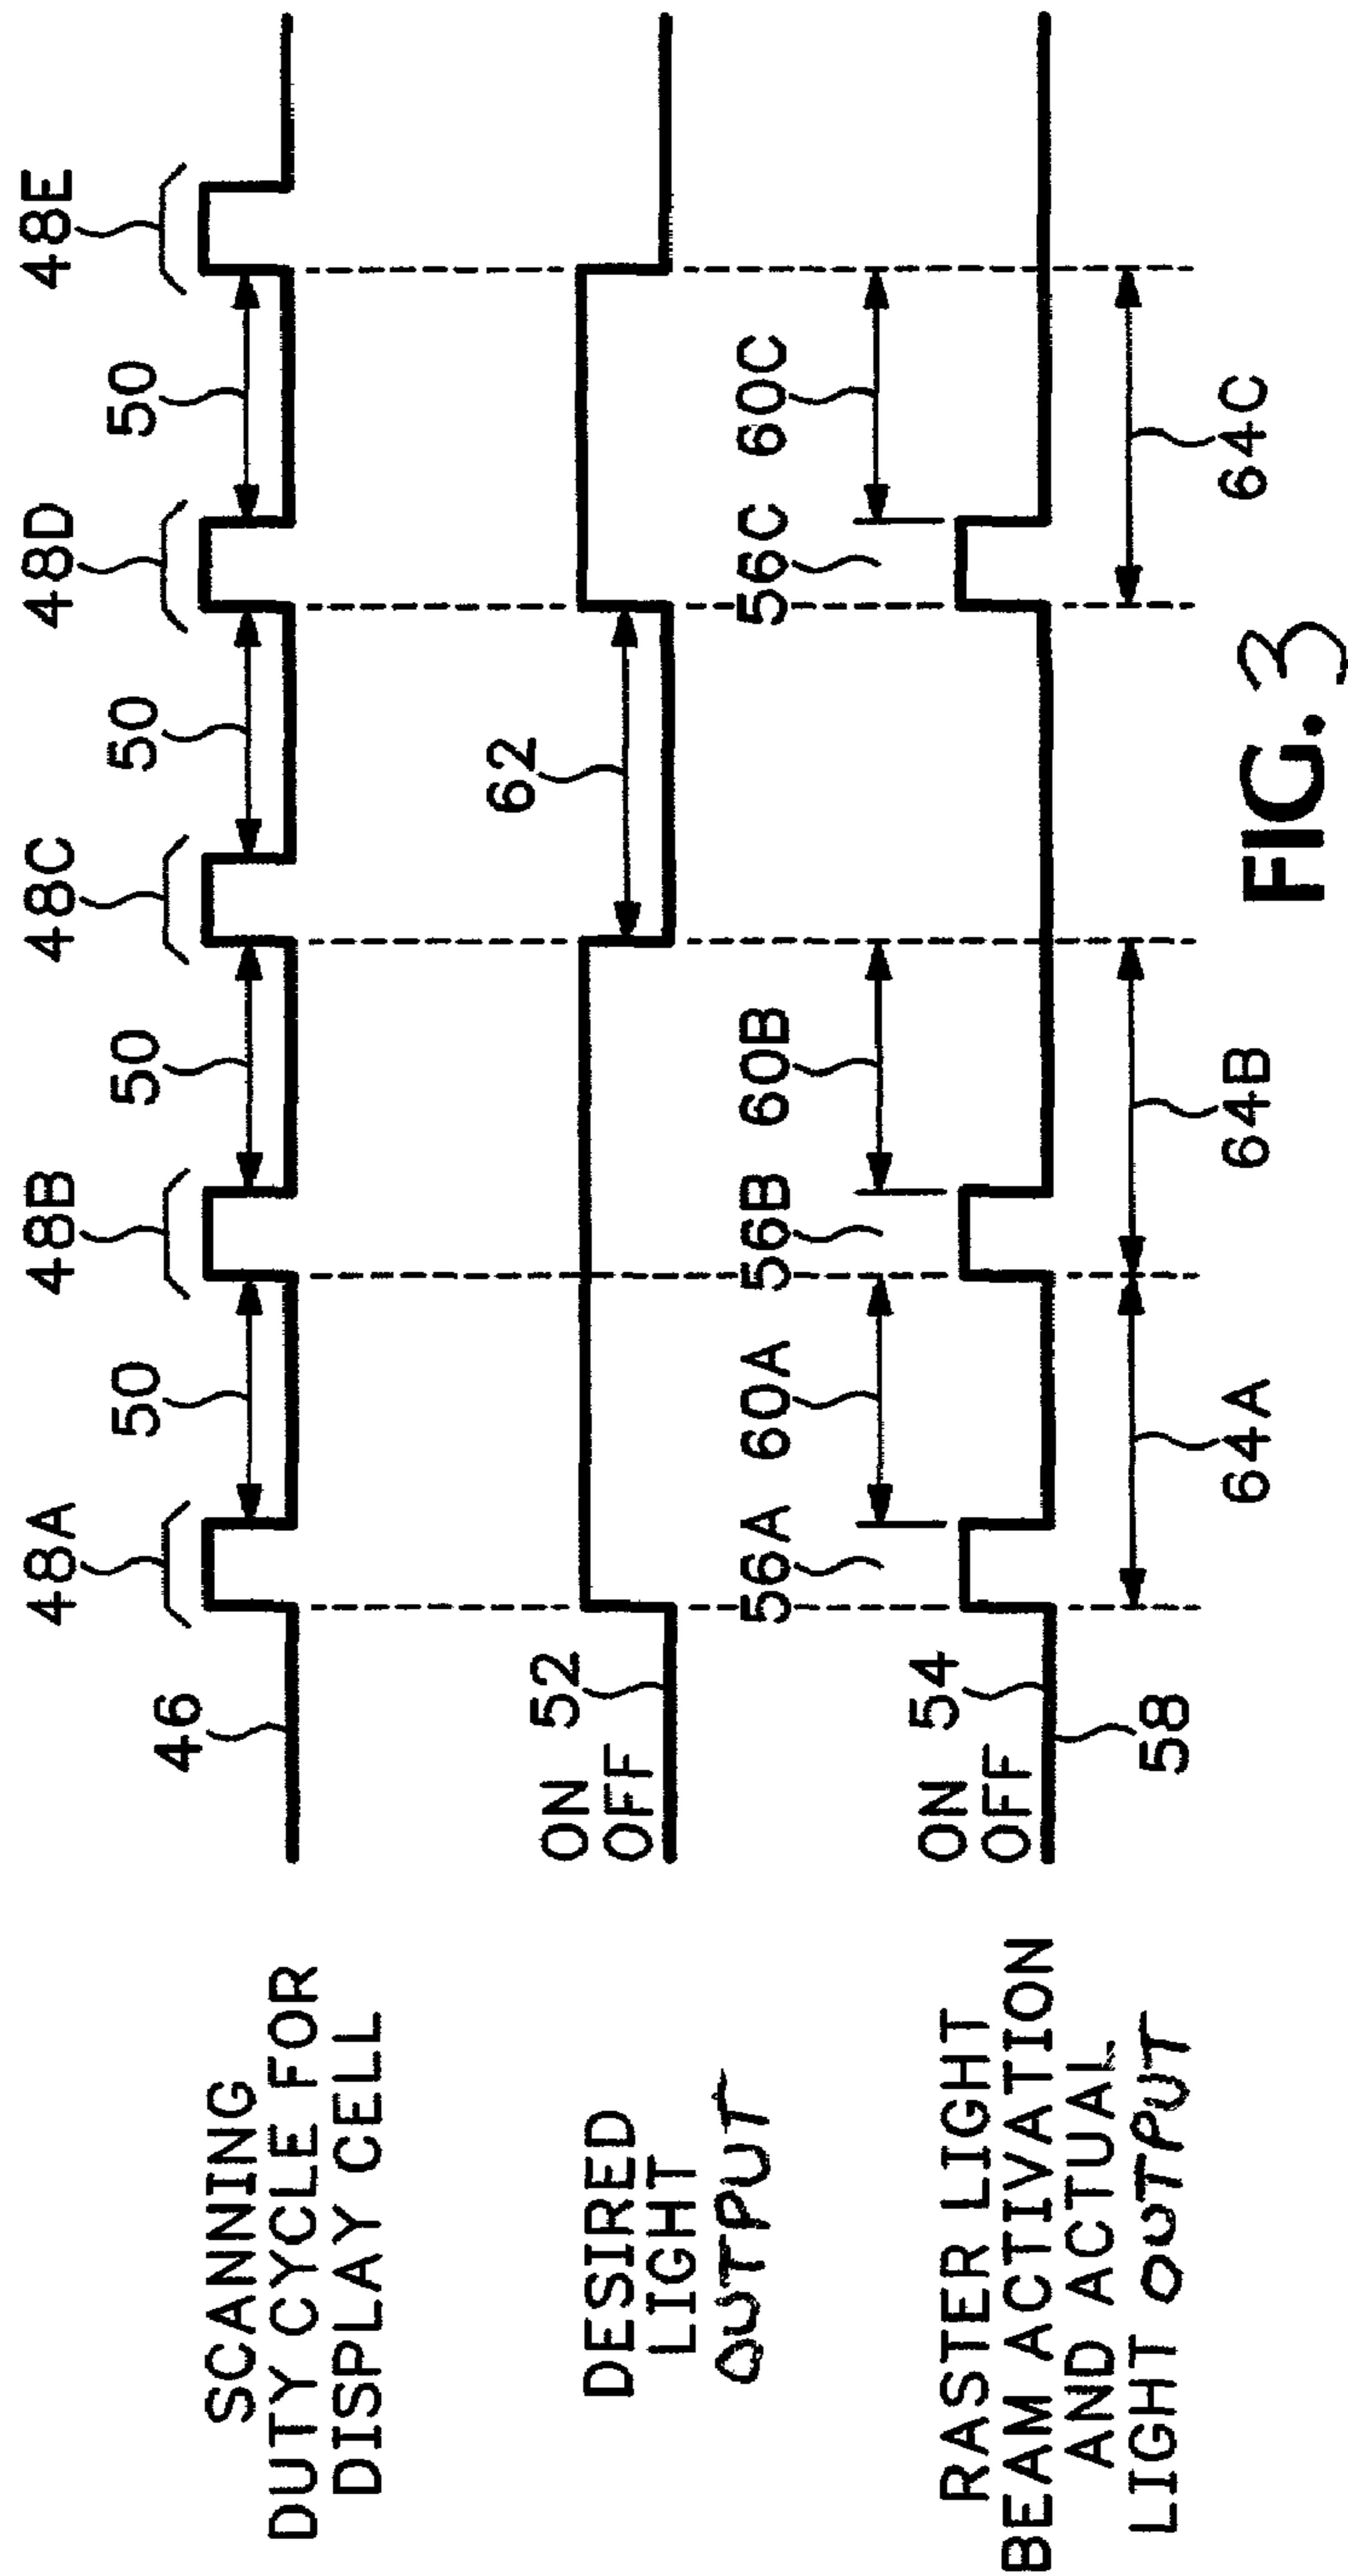 48A 48B 48C 48D 48E
50 50 50 50
46
SCANNING
DUTY CYCLE FOR
DISPLAY CELL
62
ON 52
OFF
DESIRED
LIGHT
OUTPUT
56A 60A 56B 60B 56C 60C
ON 54
OFF
58
RASTER LIGHT
BEAM ACTIVATION
AND ACTUAL
LIGHT OUTPUT
64A 64B 64C
FIG. 3